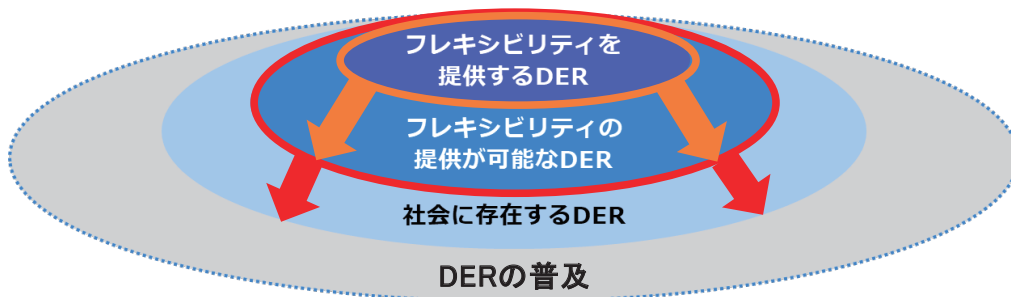 フレキシビリティを
提供するDER
フレキシビリティの
提供が可能なDER
社会に存在するDER
DERの普及